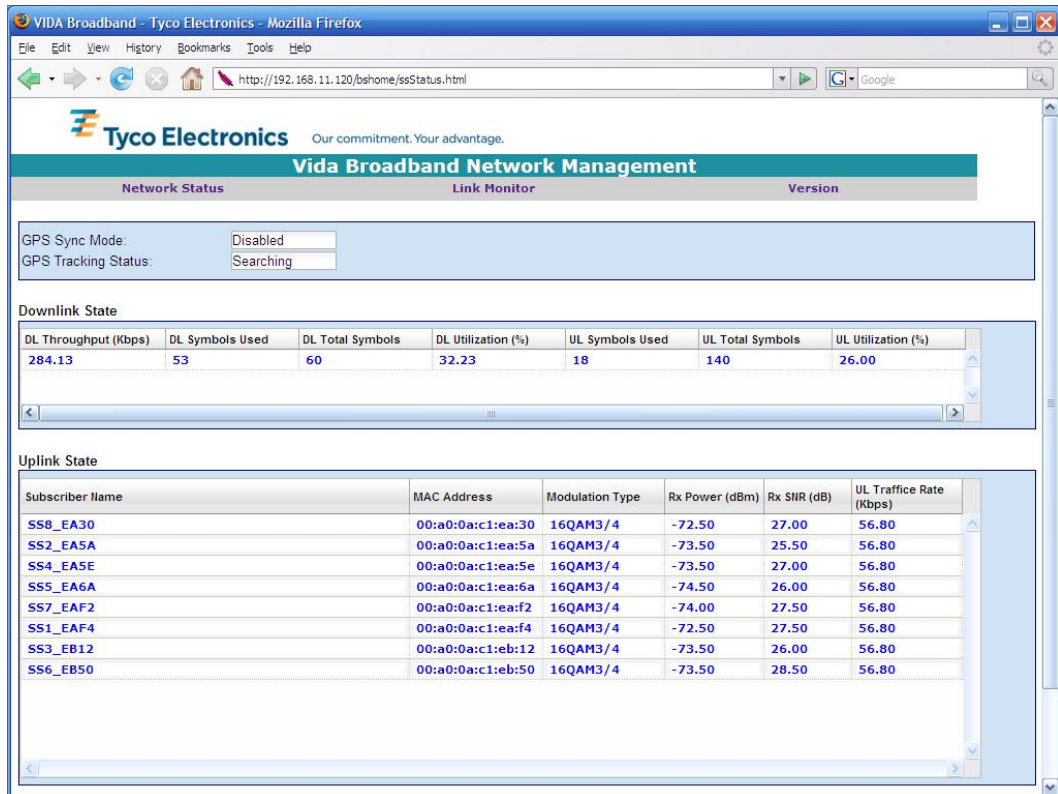 VIDA Broadband - Tyco Electronics - Mozilla Firefox
File Edit View History Bookmarks Tools Help
http://192.168.11.120/bshome/ssStatus.html G Google
Tyco Electronics Our commitment. Your advantage.
Vida Broadband Network Management
Network Status Link Monitor Version
GPS Sync Mode: Disabled
GPS Tracking Status: Searching
Downlink State
DL Throughput (Kbps) DL Symbols Used DL Total Symbols DL Utilization (%) UL Symbols Used UL Total Symbols UL Utilization (%)
284.13 53 60 32.23 18 140 26.00
Uplink State
Subscriber Name MAC Address Modulation Type Rx Power (dBm) Rx SNR (dB) UL Traffice Rate (Kbps)
SS8_EA30 00:a0:0a:c1:ea:30 16QAM3/4 -72.50 27.00 56.80
SS2_EA5A 00:a0:0a:c1:ea:5a 16QAM3/4 -73.50 25.50 56.80
SS4_EA5E 00:a0:0a:c1:ea:5e 16QAM3/4 -73.50 27.00 56.80
SS5_EA6A 00:a0:0a:c1:ea:6a 16QAM3/4 -74.50 26.00 56.80
SS7_EAF2 00:a0:0a:c1:ea:f2 16QAM3/4 -74.00 27.50 56.80
SS1_EAF4 00:a0:0a:c1:ea:f4 16QAM3/4 -72.50 27.50 56.80
SS3_EB12 00:a0:0a:c1:eb:12 16QAM3/4 -73.50 26.00 56.80
SS6_EB50 00:a0:0a:c1:eb:50 16QAM3/4 -73.50 28.50 56.80